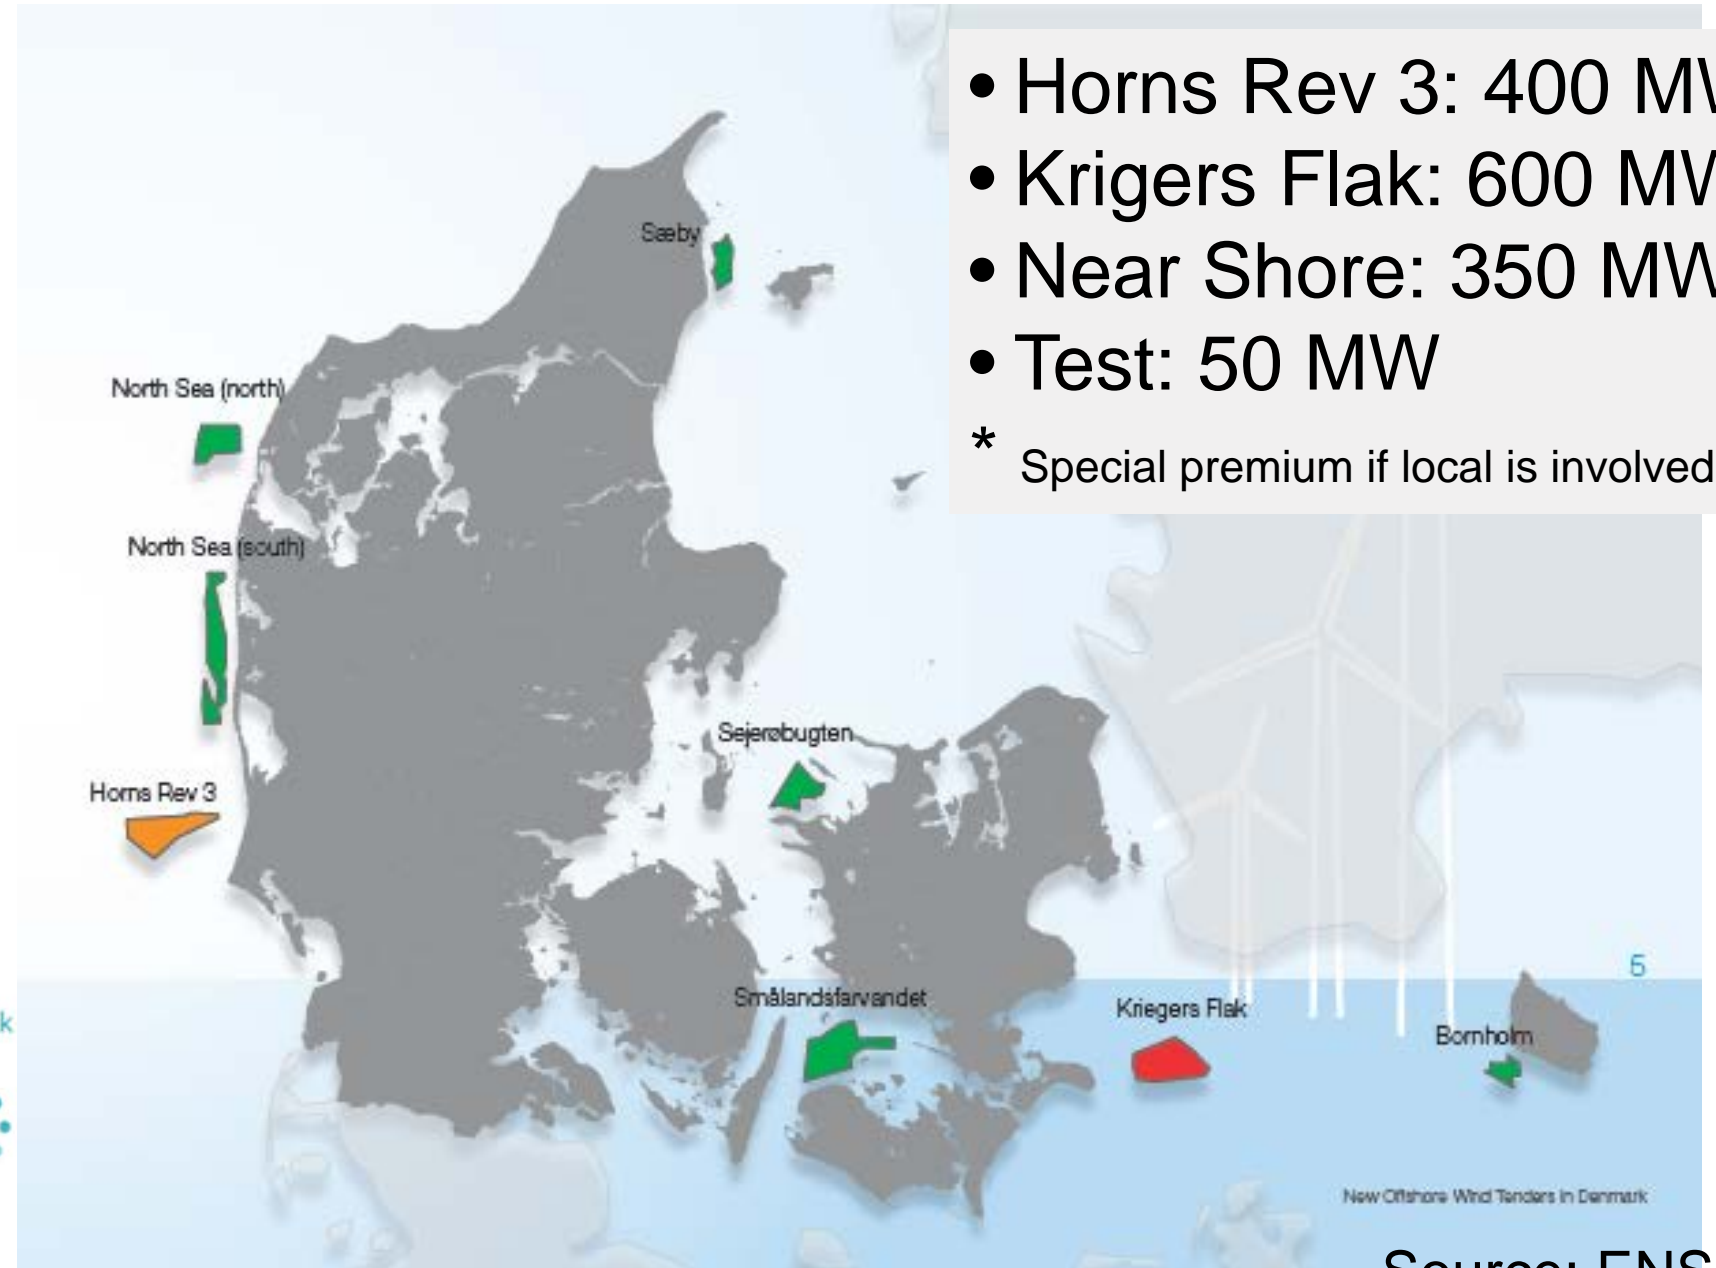 • Horns Rev 3: 400 MW
• Krigers Flak: 600 MW
• Near Shore: 350 MW
• Test: 50 MW
* Special premium if local is involved
Sæby
North Sea (north)
North Sea (south)
Sejerøbugten
Horns Rev 3
Smålandsfarvandet
Kriegers Flak
Bornholm
5
k
New Offshore Wind Tenders in Denmark
Source: ENS